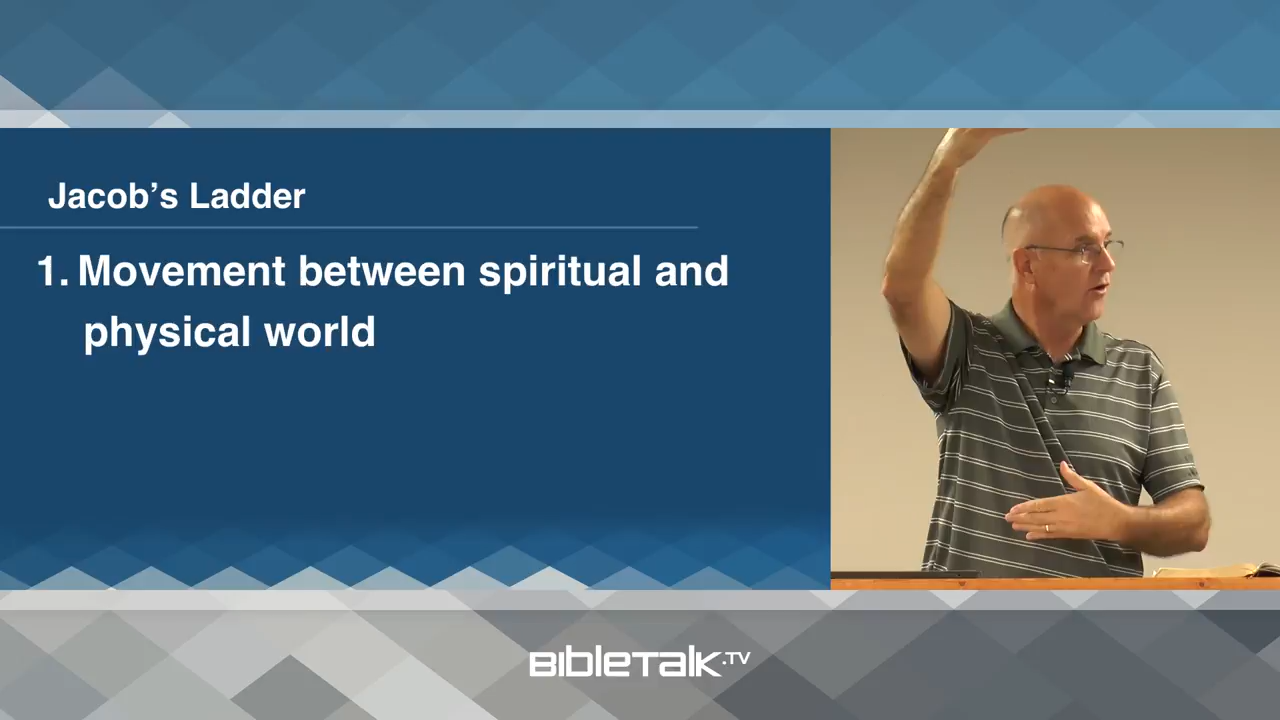 Jacob’s Ladder
1. Movement between spiritual and
physical world
BIBLETALK.TV